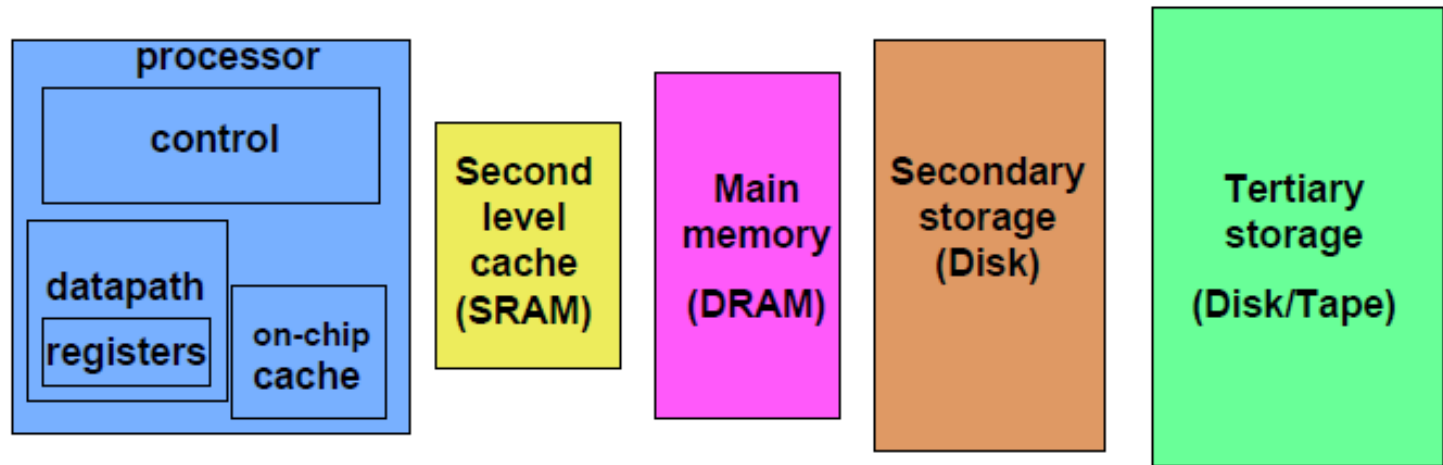 processor
control
datapath
registers
on-chip
cache
Second
level
cache
(SRAM)
Main
memory
(DRAM)
Secondary
storage
(Disk)
Tertiary
storage
(Disk/Tape)